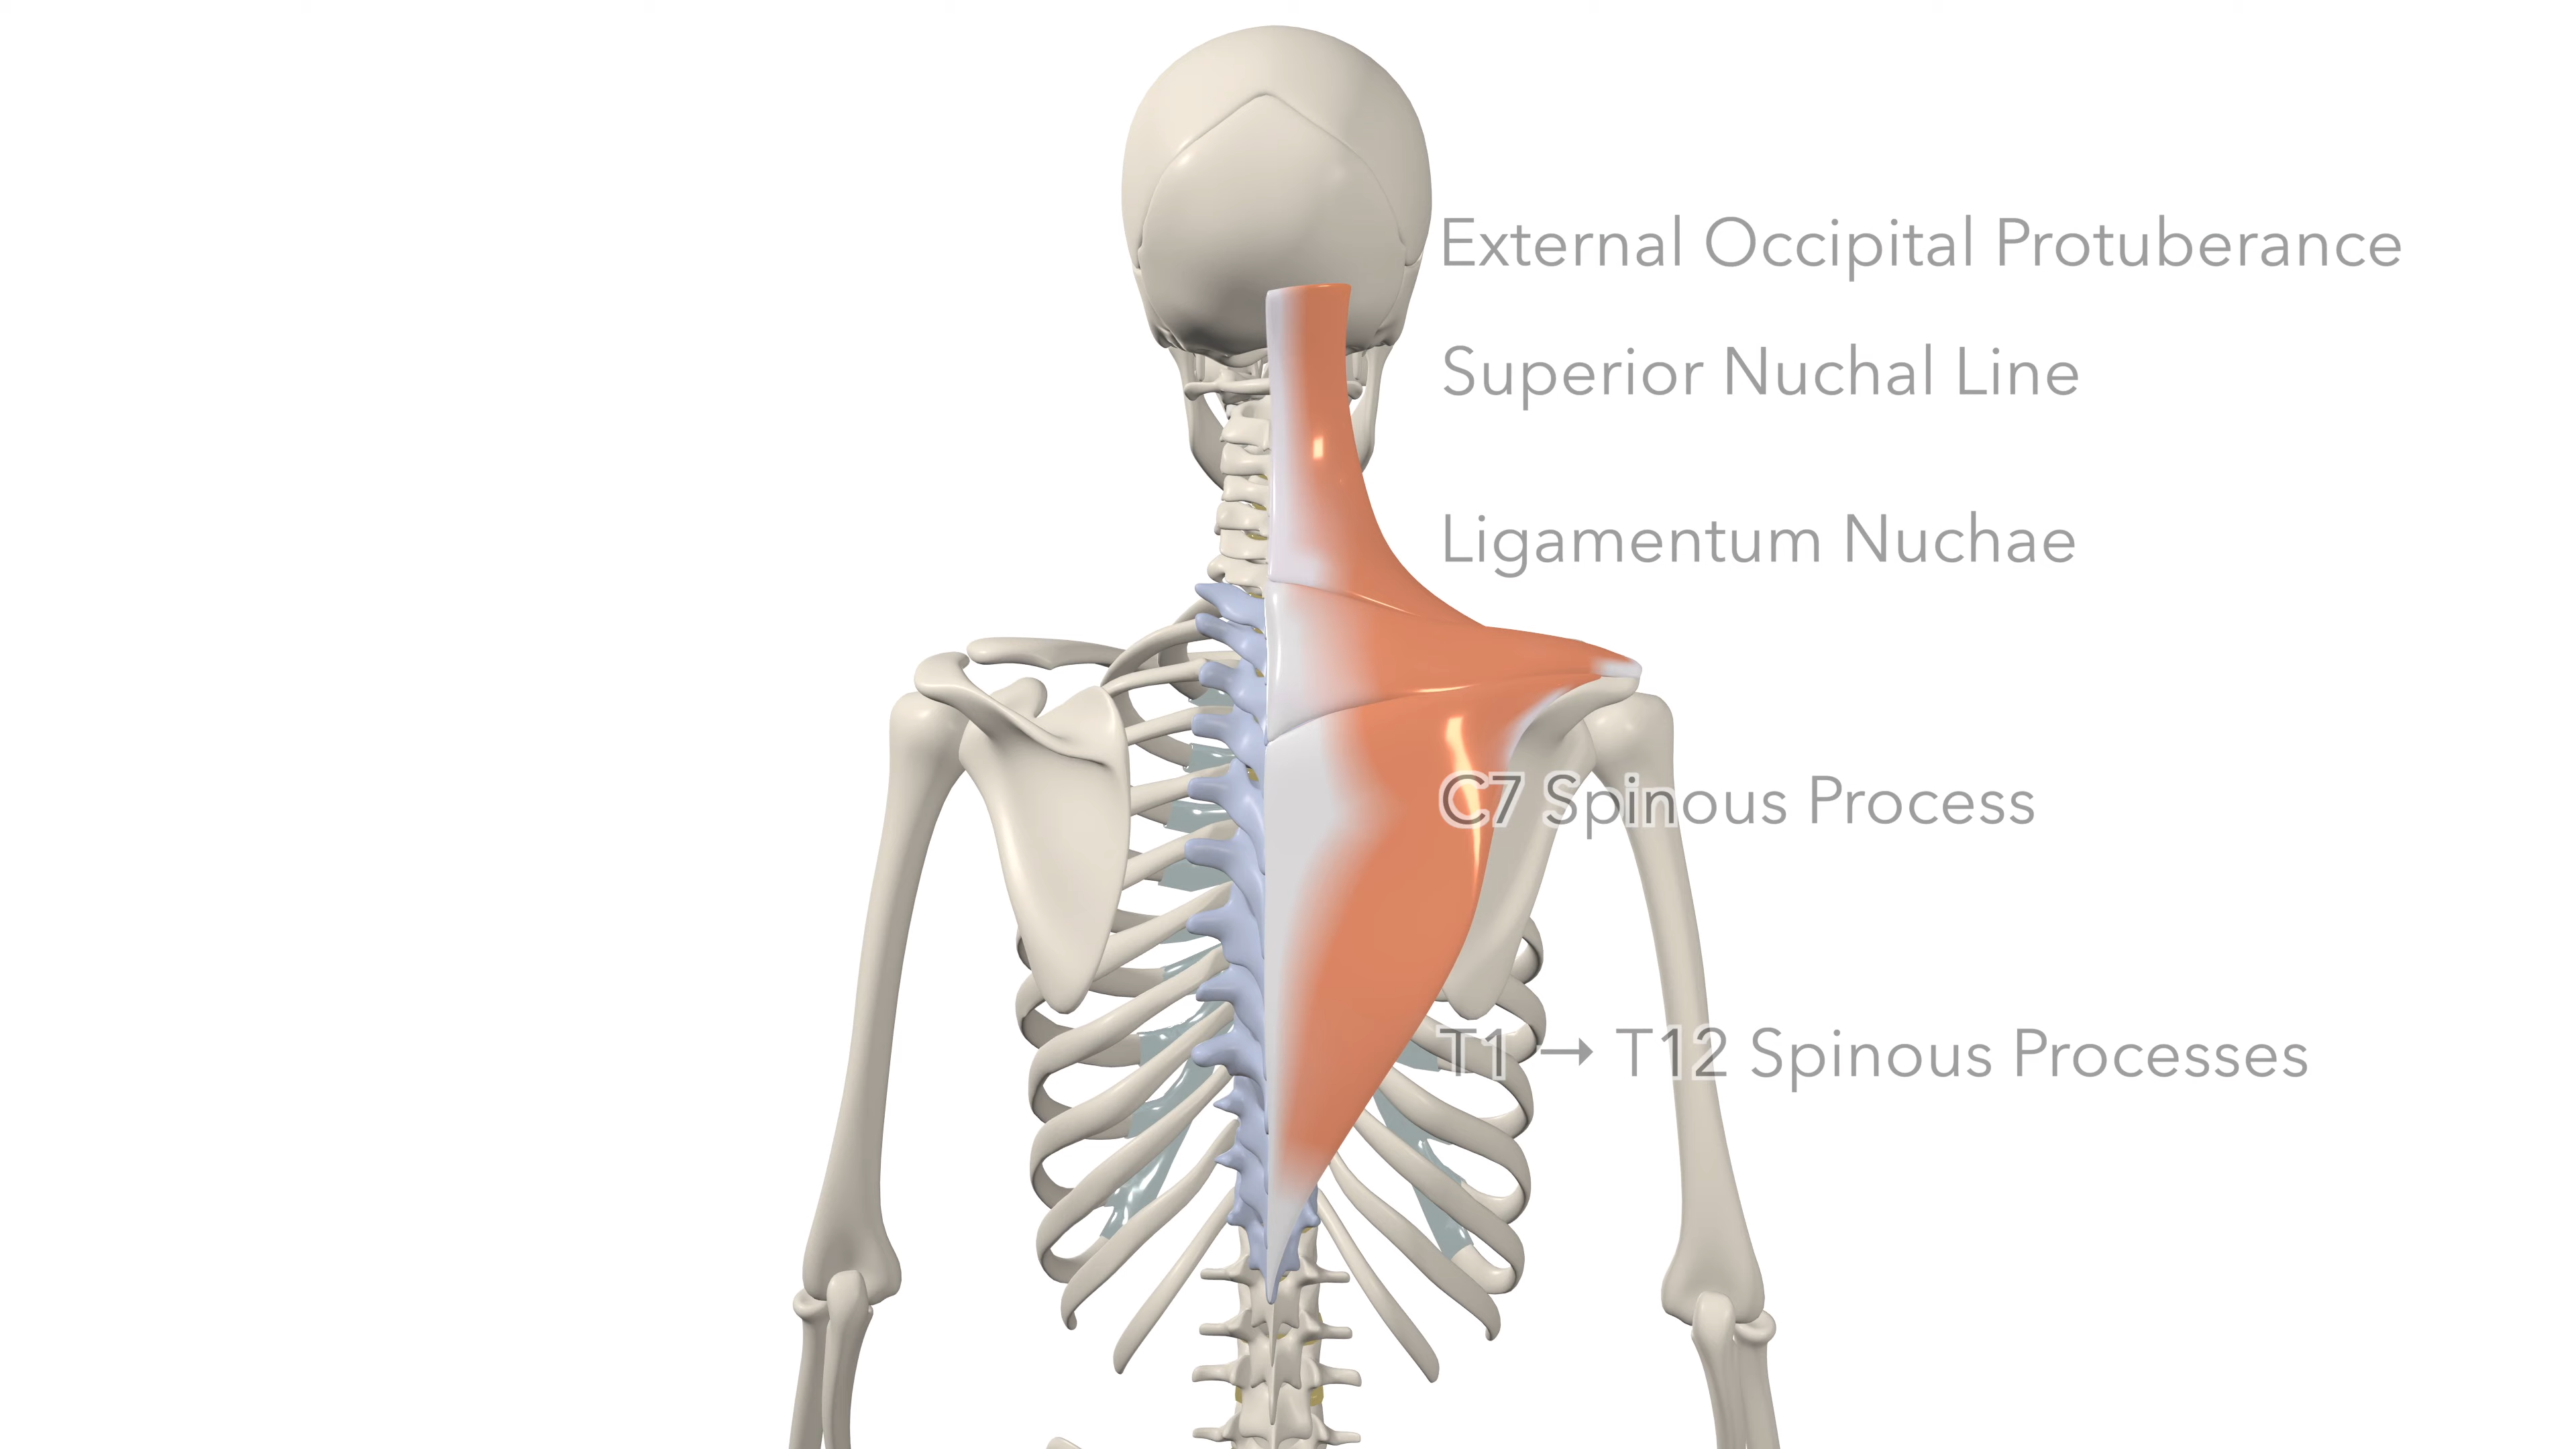 External Occipital Protuberance
Superior Nuchal Line
Ligamentum Nuchae
C7 Spinous Process
T1 → T12 Spinous Processes